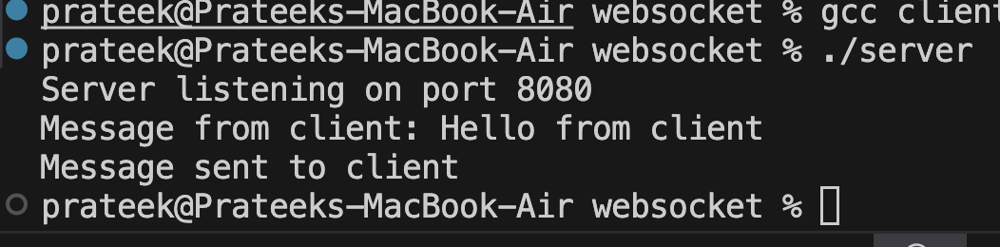 prateek@Prateeks-MacBook-Air websocket % gcc client
prateek@Prateeks-MacBook-Air websocket % ./server
Server listening on port 8080
Message from client: Hello from client
Message sent to client
prateek@Prateeks-MacBook-Air websocket %